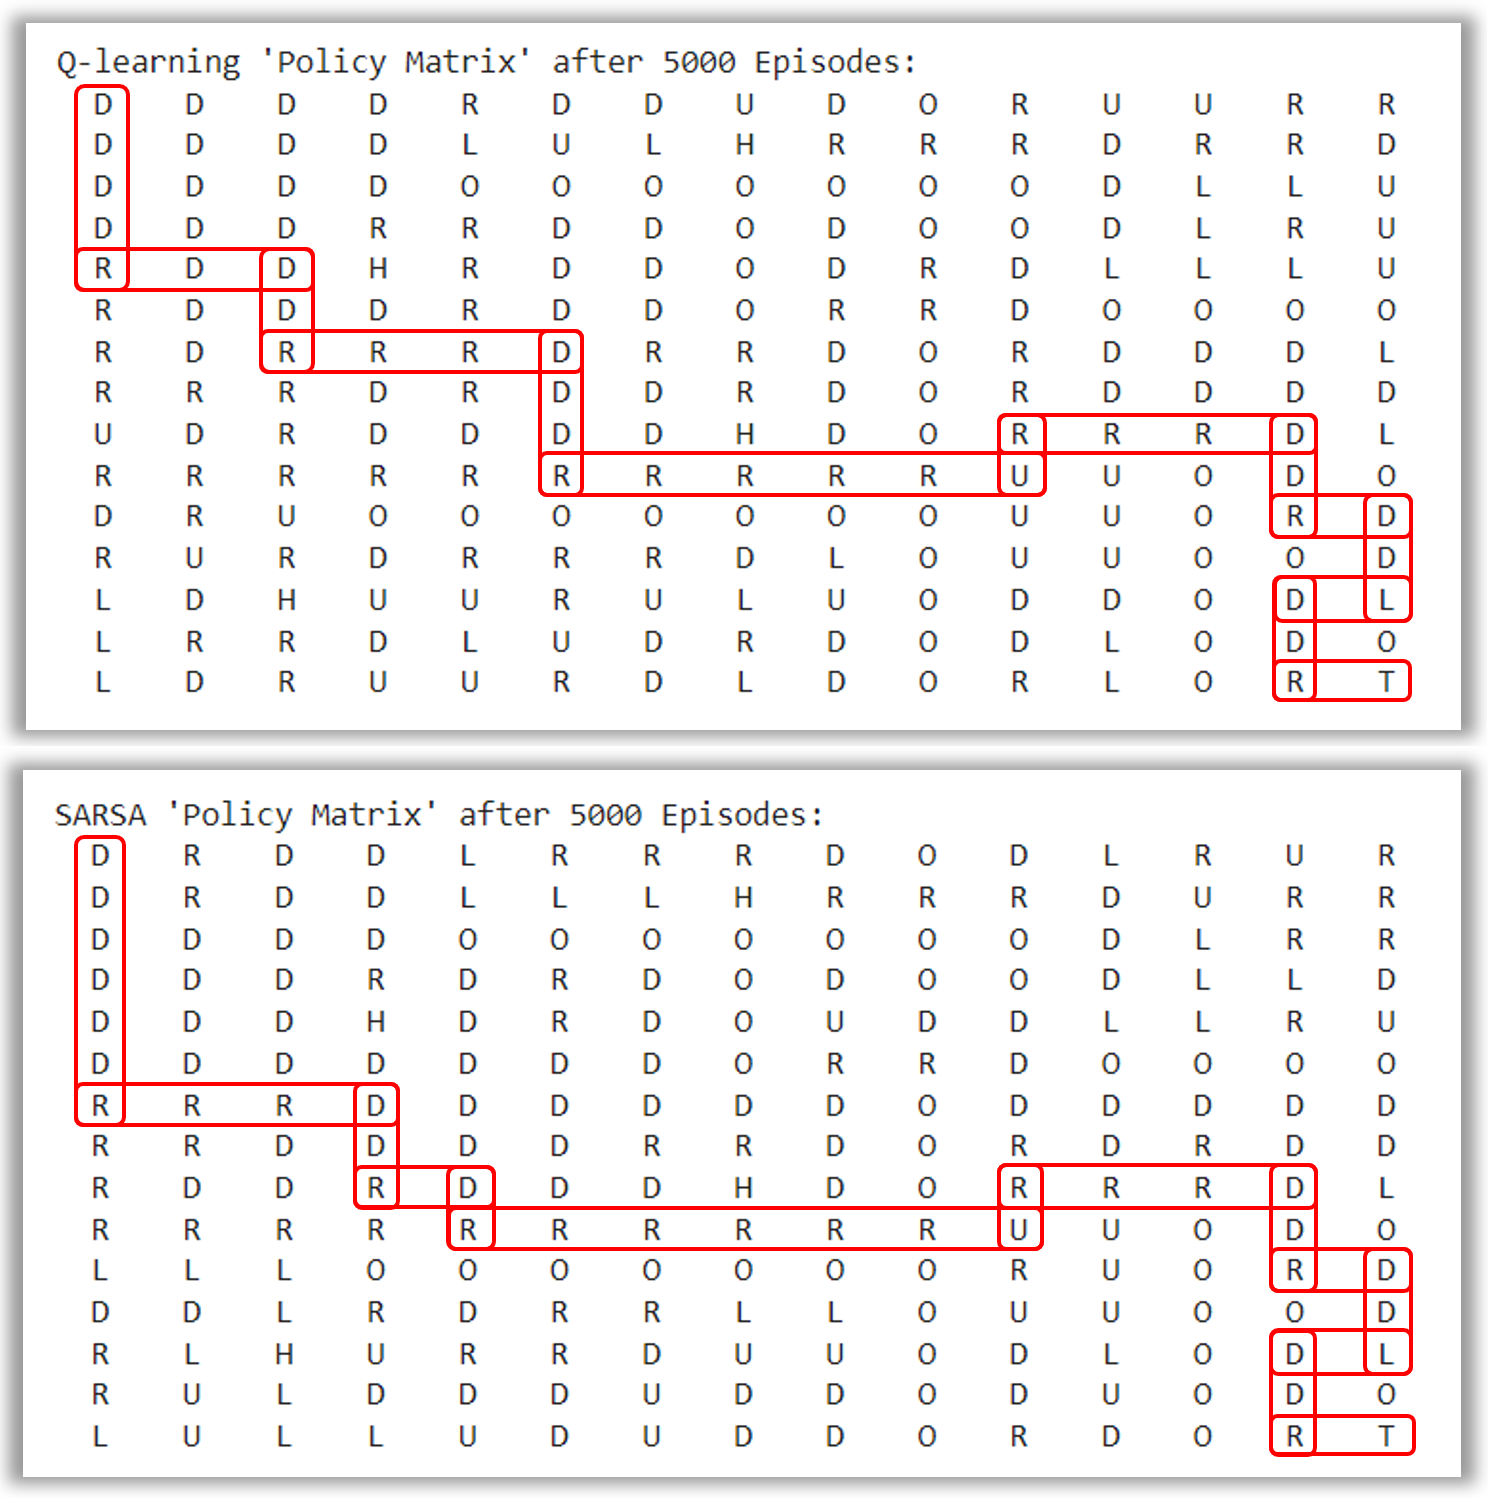 Q-learning 'Policy Matrix' after 5000 Episodes:
D D D D R D D U D O R U U R R
D D D D L U L H R R R D R R D
D D D D O O O O O O O D L L U
D D D R R D D O D O O D L R U
R D D H R D D O D R D L L L U
R D D D R D D O R R D O O O O
R D R R R D R R D O R D D D L
R R R D R D D R D O R D D D D
U D R D D D D H D O R R R D L
R R R R R R R R R R U U O D O
D R U O O O O O O O U U O R D
R U R D R R R D L O U U O O D
L D H U U R U L U O D D O D L
L R R D L U D R D O D L O D O
L D R U U R D L D O R L O R T
SARSA 'Policy Matrix' after 5000 Episodes:
D R D D L R R R D O D L R U R
D R D D L L L H R R R D U R R
D D D D O O O O O O O D L R R
D D D R D R D O D O O D L L D
D D D H D R D O U D D L L R U
D D D D D D D O R R D O O O O
R R R D D D D D D O D D D D D
R R D D D D R R D O R D R D D
R D D R D D D H D O R R R D L
R R R R R R R R R R U U O D O
L L L O O O O O O O R U O R D
D D L R D R R L L O U U O O D
R L H U R R D U U O D L O D L
R U L D D D U D D O D U O D O
L U L L U D U D D O R D O R T